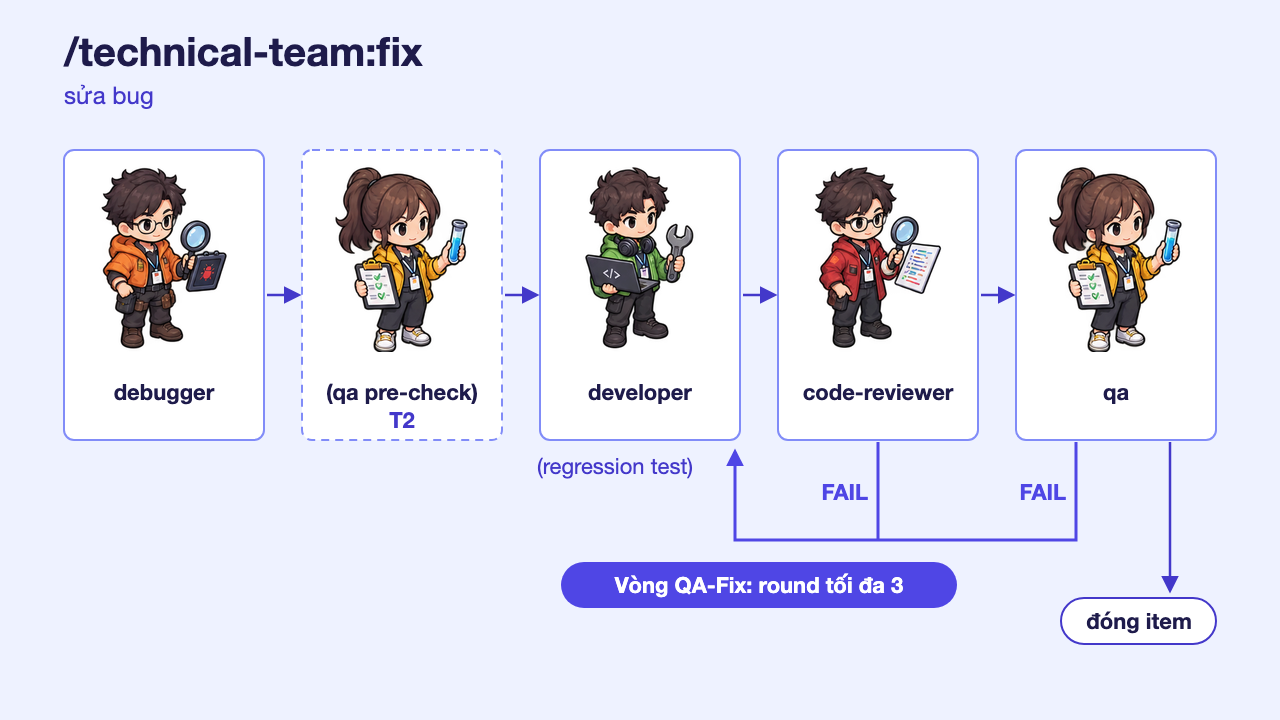 /technical-team:fix
sửa bug
debugger
(qa pre-check)
T2
developer
code-reviewer
qa
(regression test)
</>
FAIL
FAIL
Vòng QA-Fix: round tối đa 3
đóng item